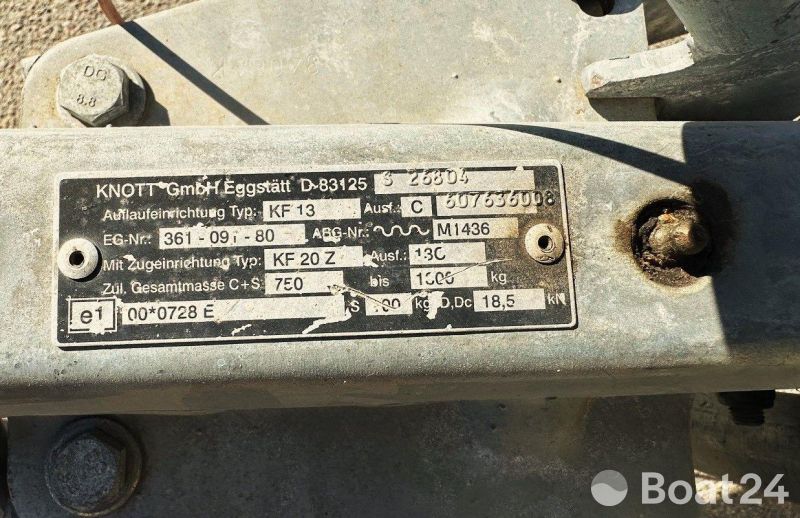 DG
8.8
KNOTT GmbH Eggstätt D-83125 S 26804
Auflaufeinrichtung Typ: KF 13 Ausf.: C 607636008
EG-Nr.: 361-091-80 ABG-Nr.: M1436
Mit Zugeinrichtung Typ: KF 20 Z Ausf.:
Zul. Gesamtmasse C+S 750 bis kg
e1 00*0728 E S kg D,Dc 18,5 kN
Boat24